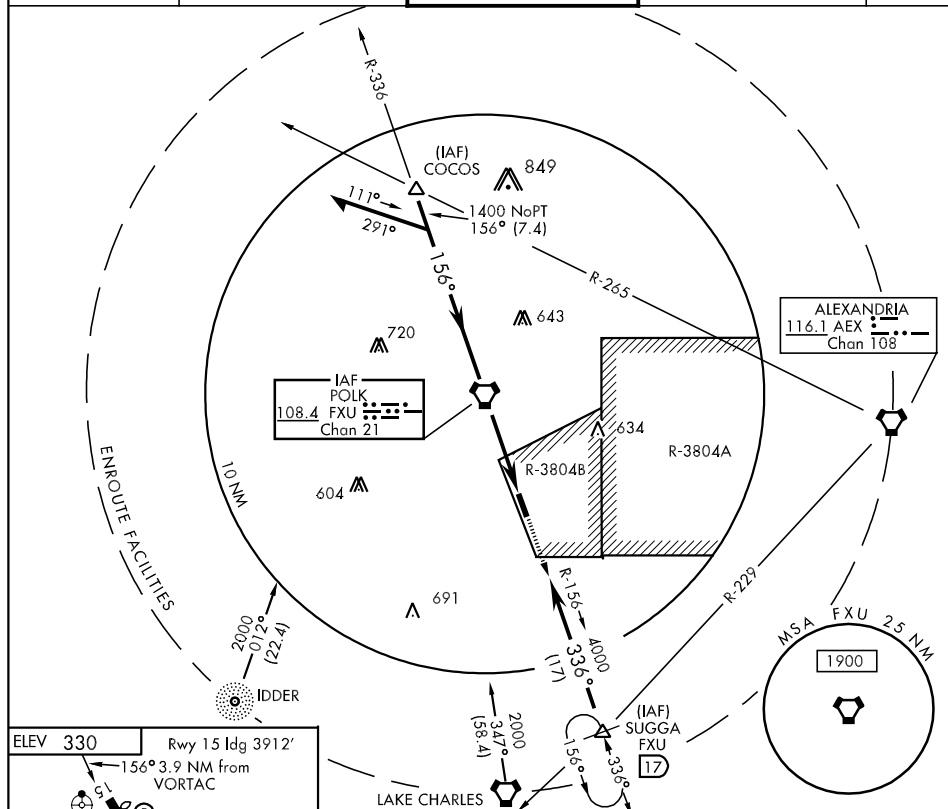 R-336
(IAF)
COCOS
849
111°
291°
1400 NoPT
156° (7.4)
156°
R-265
643
720
ALEXANDRIA
116.1 AEX
Chan 108
IAF
POLK
108.4 FXU
Chan 21
634
R-3804B
R-3804A
604
10 NM
ENROUTE FACILITIES
R-229
691
R-156
4000
336°
(17)
2000
012°
(22.4)
IDDER
MSA FXU 25 NM
1900
2000
347°
(58.4)
(IAF)
SUGGA
FXU
17
156°
336°
LAKE CHARLES
ELEV 330
Rwy 15 ldg 3912'
156° 3.9 NM from
VORTAC
15